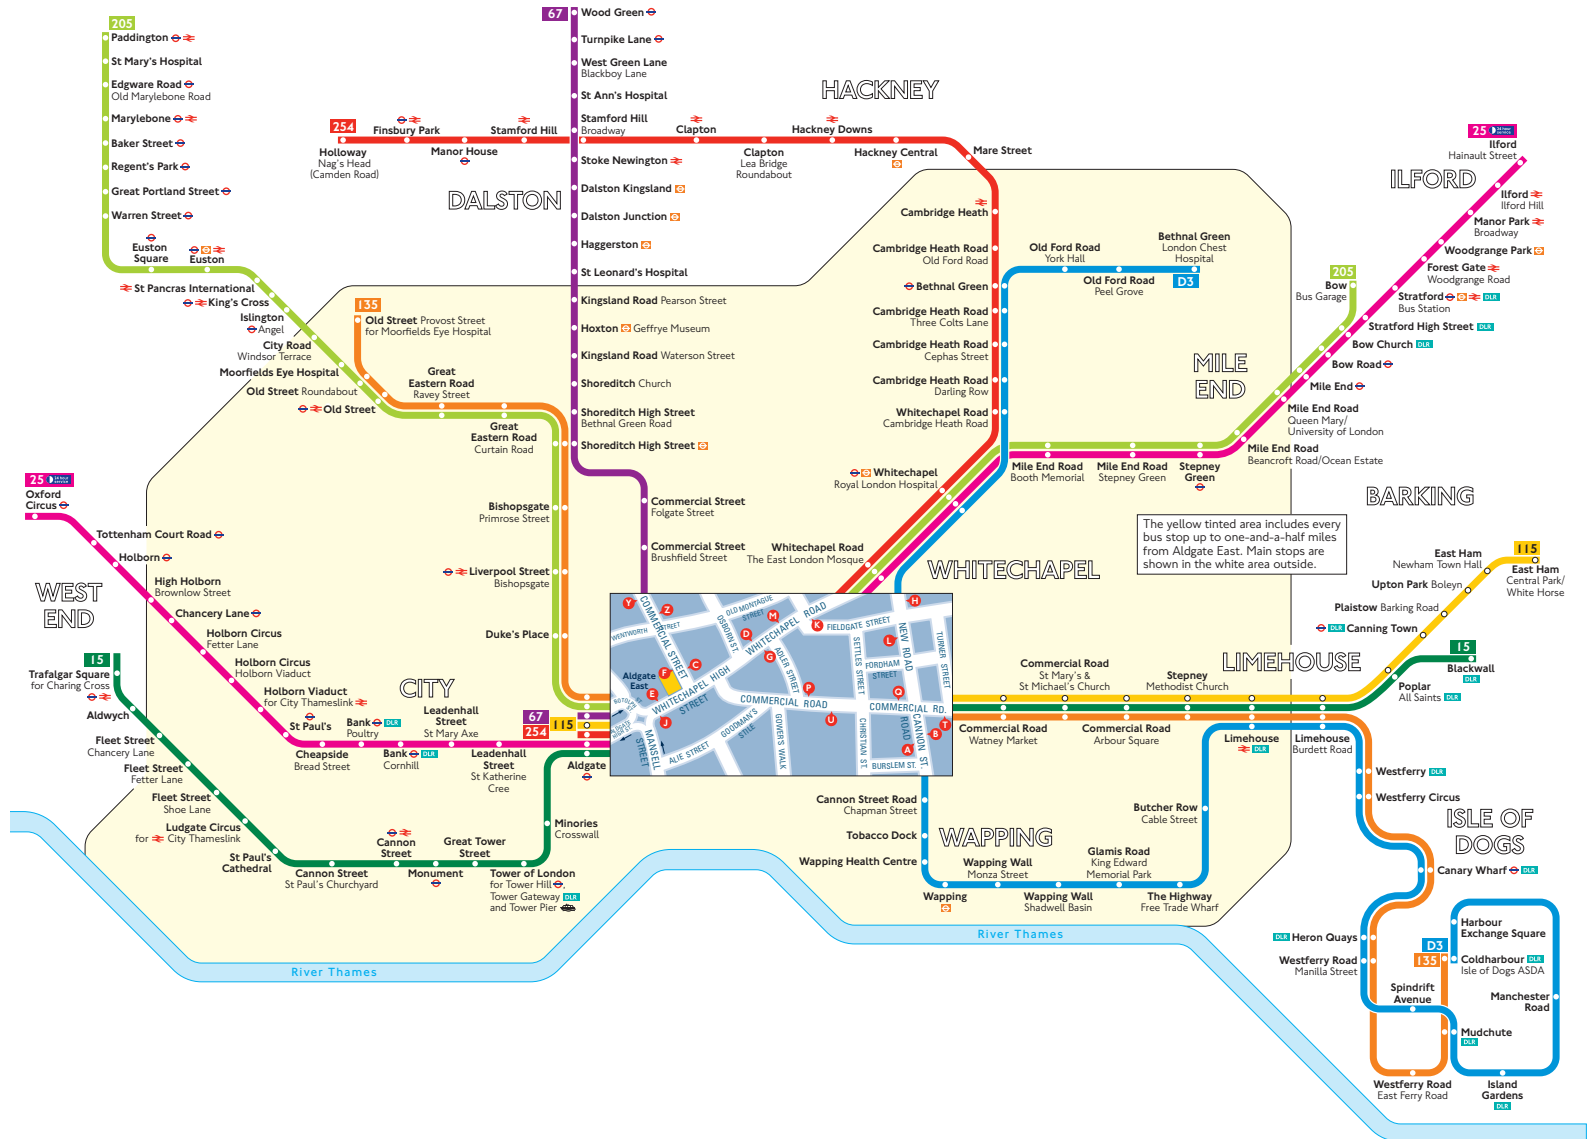 205
Paddington
St Mary's Hospital
Edgware Road
Old Marylebone Road
Marylebone
Baker Street
Regent's Park
Great Portland Street
Warren Street
Euston
Square
Euston
St Pancras International
King's Cross
Islington
Angel
City Road
Windsor Terrace
Moorfields Eye Hospital
Old Street Roundabout
Old Street
67
Wood Green
Turnpike Lane
West Green Lane
Blackboy Lane
St Ann's Hospital
Stamford Hill
Broadway
Stoke Newington
Dalston Kingsland
Dalston Junction
Haggerston
St Leonard's Hospital
Kingsland Road Pearson Street
Hoxton Geffrye Museum
Kingsland Road Waterson Street
Shoreditch Church
Shoreditch High Street
Bethnal Green Road
Shoreditch High Street
Commercial Street
Folgate Street
Commercial Street
Brushfield Street
254
Holloway
Nag's Head
(Camden Road)
Finsbury Park
Manor House
Stamford Hill
Clapton
Clapton
Lea Bridge
Roundabout
Hackney Downs
Hackney Central
Mare Street
HACKNEY
DALSTON
Cambridge Heath
Cambridge Heath Road
Old Ford Road
Bethnal Green
Cambridge Heath Road
Three Colts Lane
Cambridge Heath Road
Cephas Street
Cambridge Heath Road
Darling Row
Whitechapel Road
Cambridge Heath Road
Whitechapel
Royal London Hospital
Whitechapel Road
The East London Mosque
Old Ford Road
York Hall
Old Ford Road
Peel Grove
Bethnal Green
London Chest
Hospital
D3
135
Old Street Provost Street
for Moorfields Eye Hospital
Great
Eastern Road
Ravey Street
Great
Eastern Road
Curtain Road
Bishopsgate
Primrose Street
Liverpool Street
Bishopsgate
Duke's Place
25
24 hour
service
Ilford
Hainault Street
ILFORD
Ilford
Ilford Hill
Manor Park
Broadway
Woodgrange Park
Forest Gate
Woodgrange Road
Stratford DLR
Bus Station
Stratford High Street DLR
Bow Church DLR
Bow Road
Mile End
Mile End Road
Queen Mary/
University of London
Mile End Road
Beancroft Road/Ocean Estate
205
Bow
Bus Garage
MILE
END
Mile End Road
Booth Memorial
Mile End Road
Stepney Green
Stepney
Green
The yellow tinted area includes every
bus stop up to one-and-a-half miles
from Aldgate East. Main stops are
shown in the white area outside.
BARKING
115
East Ham
Central Park/
White Horse
East Ham
Newham Town Hall
Upton Park Boleyn
Plaistow Barking Road
DLR Canning Town
15
Blackwall
DLR
Poplar
All Saints DLR
LIMEHOUSE
WHITECHAPEL
25
24 hour
service
Oxford
Circus
Tottenham Court Road
Holborn
High Holborn
Brownlow Street
Chancery Lane
Holborn Circus
Fetter Lane
Holborn Circus
Holborn Viaduct
Holborn Viaduct
for City Thameslink
St Paul's
Cheapside
Bread Street
Bank DLR
Poultry
Bank DLR
Cornhill
Leadenhall
Street
St Mary Axe
Leadenhall
Street
St Katherine
Cree
WEST
END
CITY
15
Trafalgar Square
for Charing Cross
Aldwych
Fleet Street
Chancery Lane
Fleet Street
Fetter Lane
Fleet Street
Shoe Lane
Ludgate Circus
for City Thameslink
St Paul's
Cathedral
Cannon Street
St Paul's Churchyard
Cannon
Street
Monument
Great Tower
Street
Tower of London
for Tower Hill,
Tower Gateway DLR
and Tower Pier
Minories
Crosswall
Aldgate
67
254
115
Y
Z
COMMERCIAL STREET
WENTWORTH STREET
OLD MONTAGUE
STREET
OSBORN ST.
WHITECHAPEL ROAD
M
D
K
G
H
L
FIELDGATE STREET
NEW ROAD
TURNER STREET
SETTLES STREET
FORDHAM
STREET
ADLER STREET
Aldgate
East
F
C
E
J
WHITECHAPEL HIGH
STREET
COMMERCIAL ROAD
COMMERCIAL RD.
P
U
Q
T
B
A
MANSELL
STREET
ALIE STREET
GOODMAN'S
STILE
GOWER'S WALK
CHRISTIAN ST.
CANNON ST.
ROAD
BURSLEM ST.
Commercial Road
St Mary's &
St Michael's Church
Stepney
Methodist Church
Commercial Road
Watney Market
Commercial Road
Arbour Square
Limehouse
DLR
Limehouse
Burdett Road
Cannon Street Road
Chapman Street
Tobacco Dock
Wapping Health Centre
WAPPING
Wapping
Wapping Wall
Monza Street
Wapping Wall
Shadwell Basin
Glamis Road
King Edward
Memorial Park
The Highway
Free Trade Wharf
Butcher Row
Cable Street
Westferry DLR
Westferry Circus
ISLE OF
DOGS
Canary Wharf DLR
DLR Heron Quays
Westferry Road
Manilla Street
D3
135
Harbour
Exchange Square
Coldharbour DLR
Isle of Dogs ASDA
Spindrift
Avenue
Manchester
Road
Mudchute
DLR
Westferry Road
East Ferry Road
Island
Gardens
DLR
River Thames
River Thames